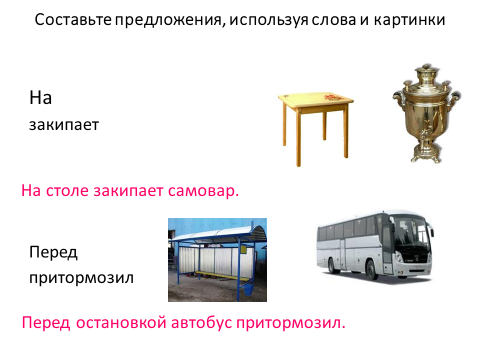 Составьте предложения, используя слова и картинки
На
закипает
На столе закипает самовар.
Перед
притормозил
Перед остановкой автобус притормозил.